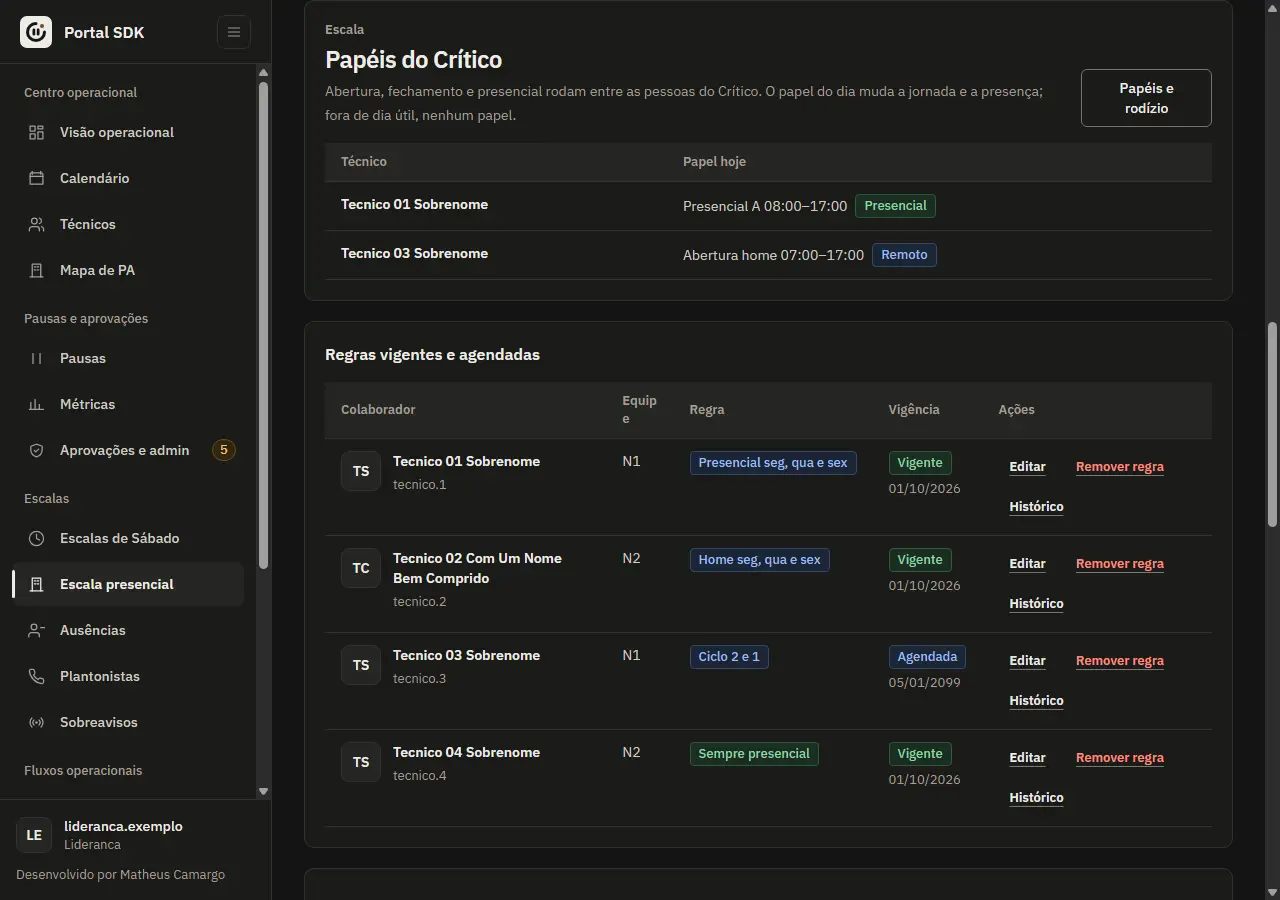 Portal SDK
Centro operacional
Visão operacional
Calendário
Técnicos
Mapa de PA
Pausas e aprovações
Pausas
Métricas
Aprovações e admin 5
Escalas
Escalas de Sábado
Escala presencial
Ausências
Plantonistas
Sobreavisos
Fluxos operacionais
LE
lideranca.exemplo
Lideranca
Desenvolvido por Matheus Camargo
Escala
Papéis do Crítico
Abertura, fechamento e presencial rodam entre as pessoas do Crítico. O papel do dia muda a jornada e a presença;
fora de dia útil, nenhum papel.
Papéis e
rodízio
Técnico Papel hoje
Tecnico 01 Sobrenome Presencial A 08:00–17:00 Presencial
Tecnico 03 Sobrenome Abertura home 07:00–17:00 Remoto
Regras vigentes e agendadas
Colaborador Equip
e Regra Vigência Ações
TS Tecnico 01 Sobrenome N1 Presencial seg, qua e sex Vigente Editar Remover regra
tecnico.1 01/10/2026
Histórico
TC Tecnico 02 Com Um Nome N2 Home seg, qua e sex Vigente Editar Remover regra
Bem Comprido 01/10/2026
tecnico.2 Histórico
TS Tecnico 03 Sobrenome N1 Ciclo 2 e 1 Agendada Editar Remover regra
tecnico.3 05/01/2099
Histórico
TS Tecnico 04 Sobrenome N2 Sempre presencial Vigente Editar Remover regra
tecnico.4 01/10/2026
Histórico